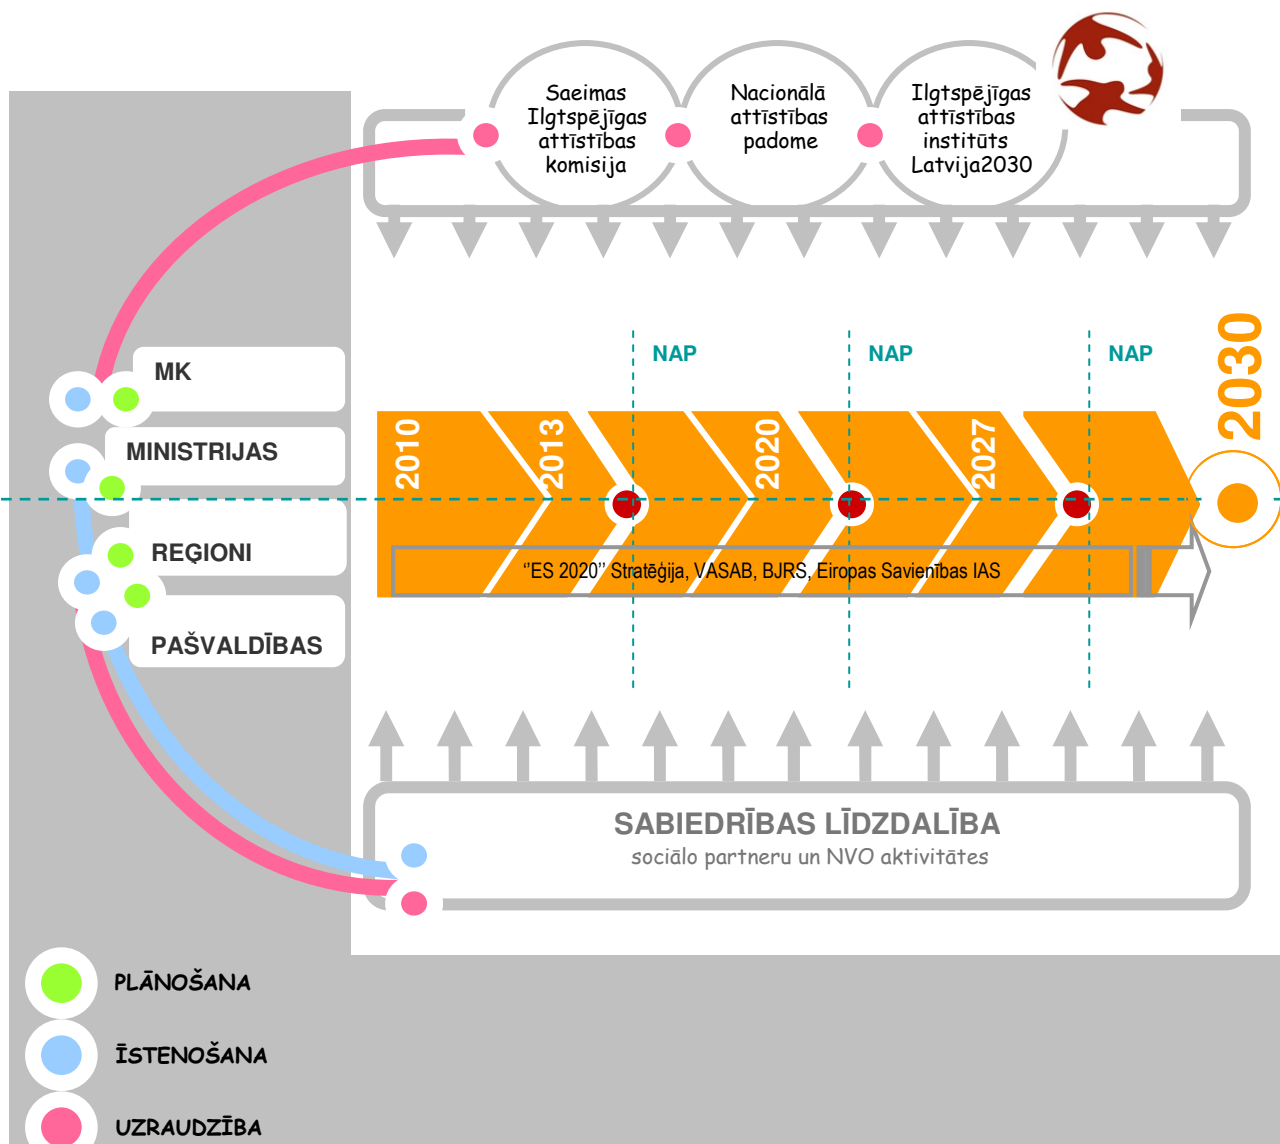 Saeimas
Ilgtspējīgas
attīstības
komisija
Nacionālā
attīstības
padome
Ilgtspējīgas
attīstības
institūts
Latvija2030
NAP
NAP
NAP
2030
MK
MINISTRIJAS
REĢIONI
PAŠVALDĪBAS
2010
2013
2020
2027
‘’ES 2020’’ Stratēģija, VASAB, BJRS, Eiropas Savienības IAS
SABIEDRĪBAS LĪDZDALĪBA
sociālo partneru un NVO aktivitātes
PLĀNOŠANA
ĪSTENOŠANA
UZRAUDZĪBA